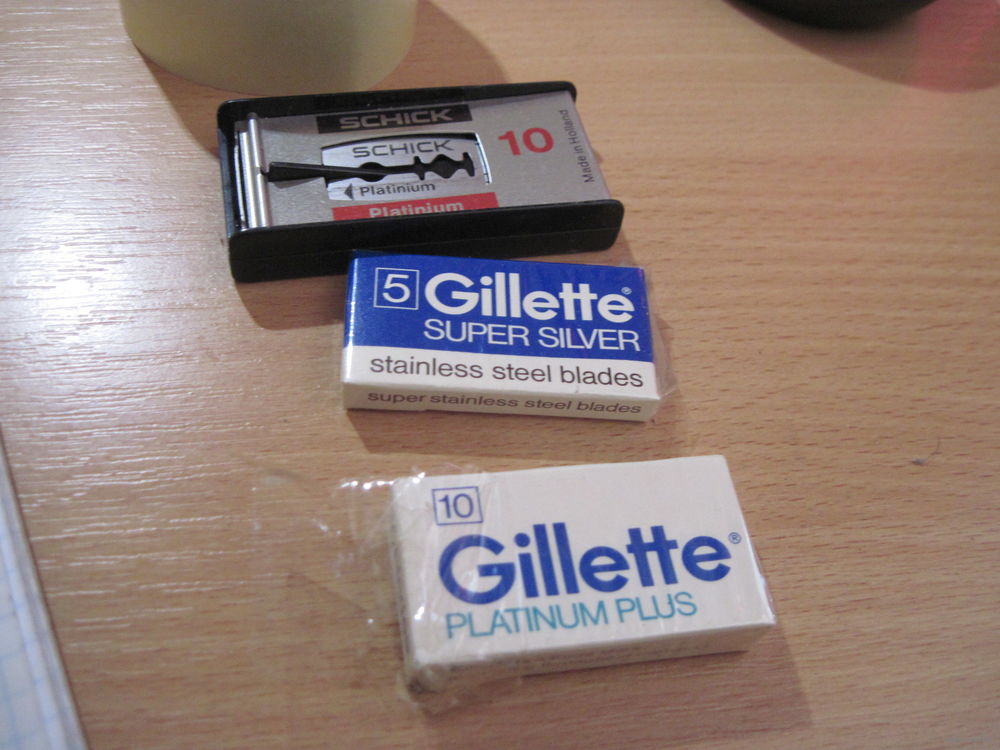 SCHICK
10
Made in Holland
SCHICK
Platinium
Platinium
5 Gillette®
SUPER SILVER
stainless steel blades
super stainless steel blades
10
Gillette®
PLATINUM PLUS